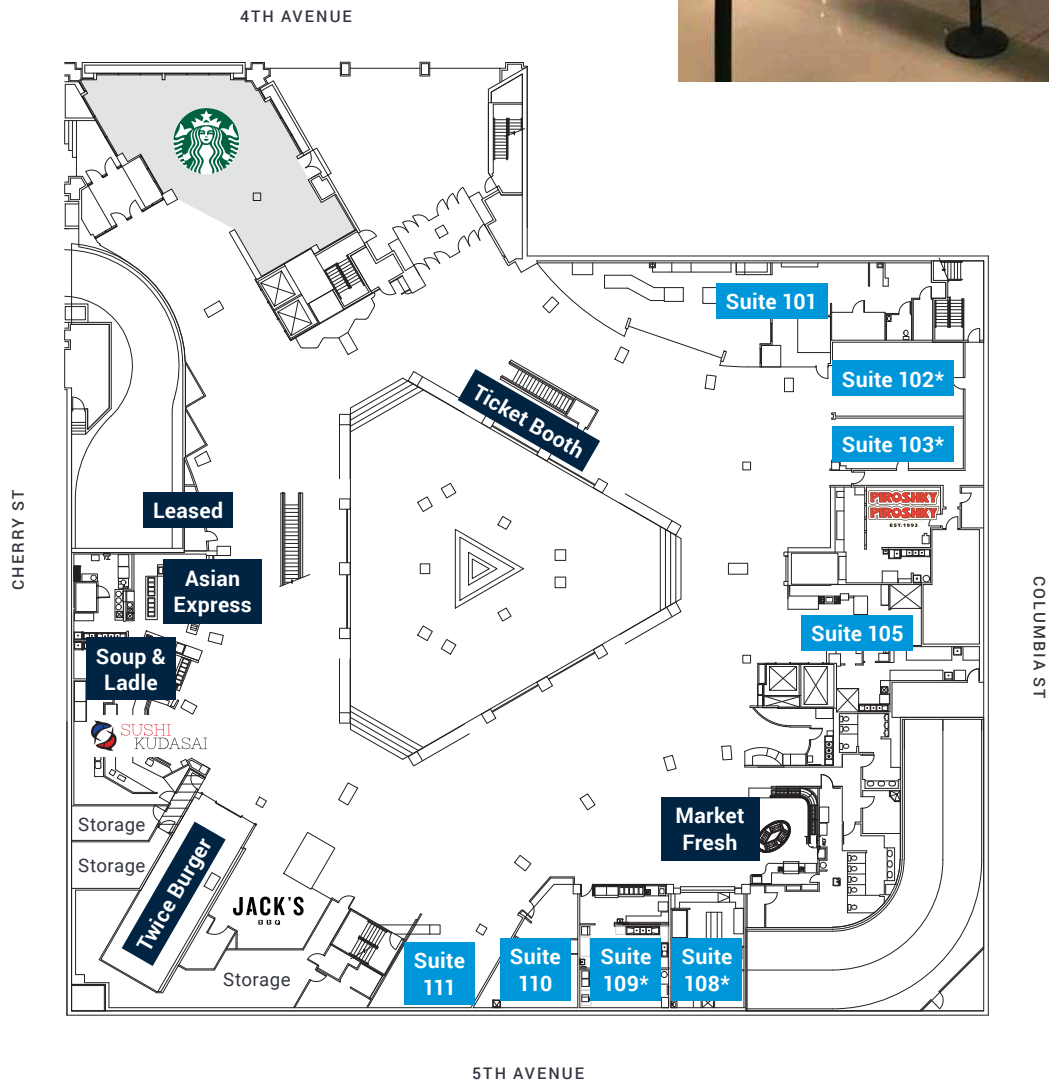 4TH AVENUE
Suite 101
Suite 102*
Ticket Booth
Suite 103*
CHERRY ST
PIROSHKY
PIROSHKY
EST.1992
Leased
Asian
Express
COLUMBIA ST
Suite 105
Soup &
Ladle
SUSHI
KUDASAI
Market
Fresh
Storage
Storage
Twice Burger
JACK'S
BBQ
Storage
Suite
111
Suite
110
Suite
109*
Suite
108*
5TH AVENUE